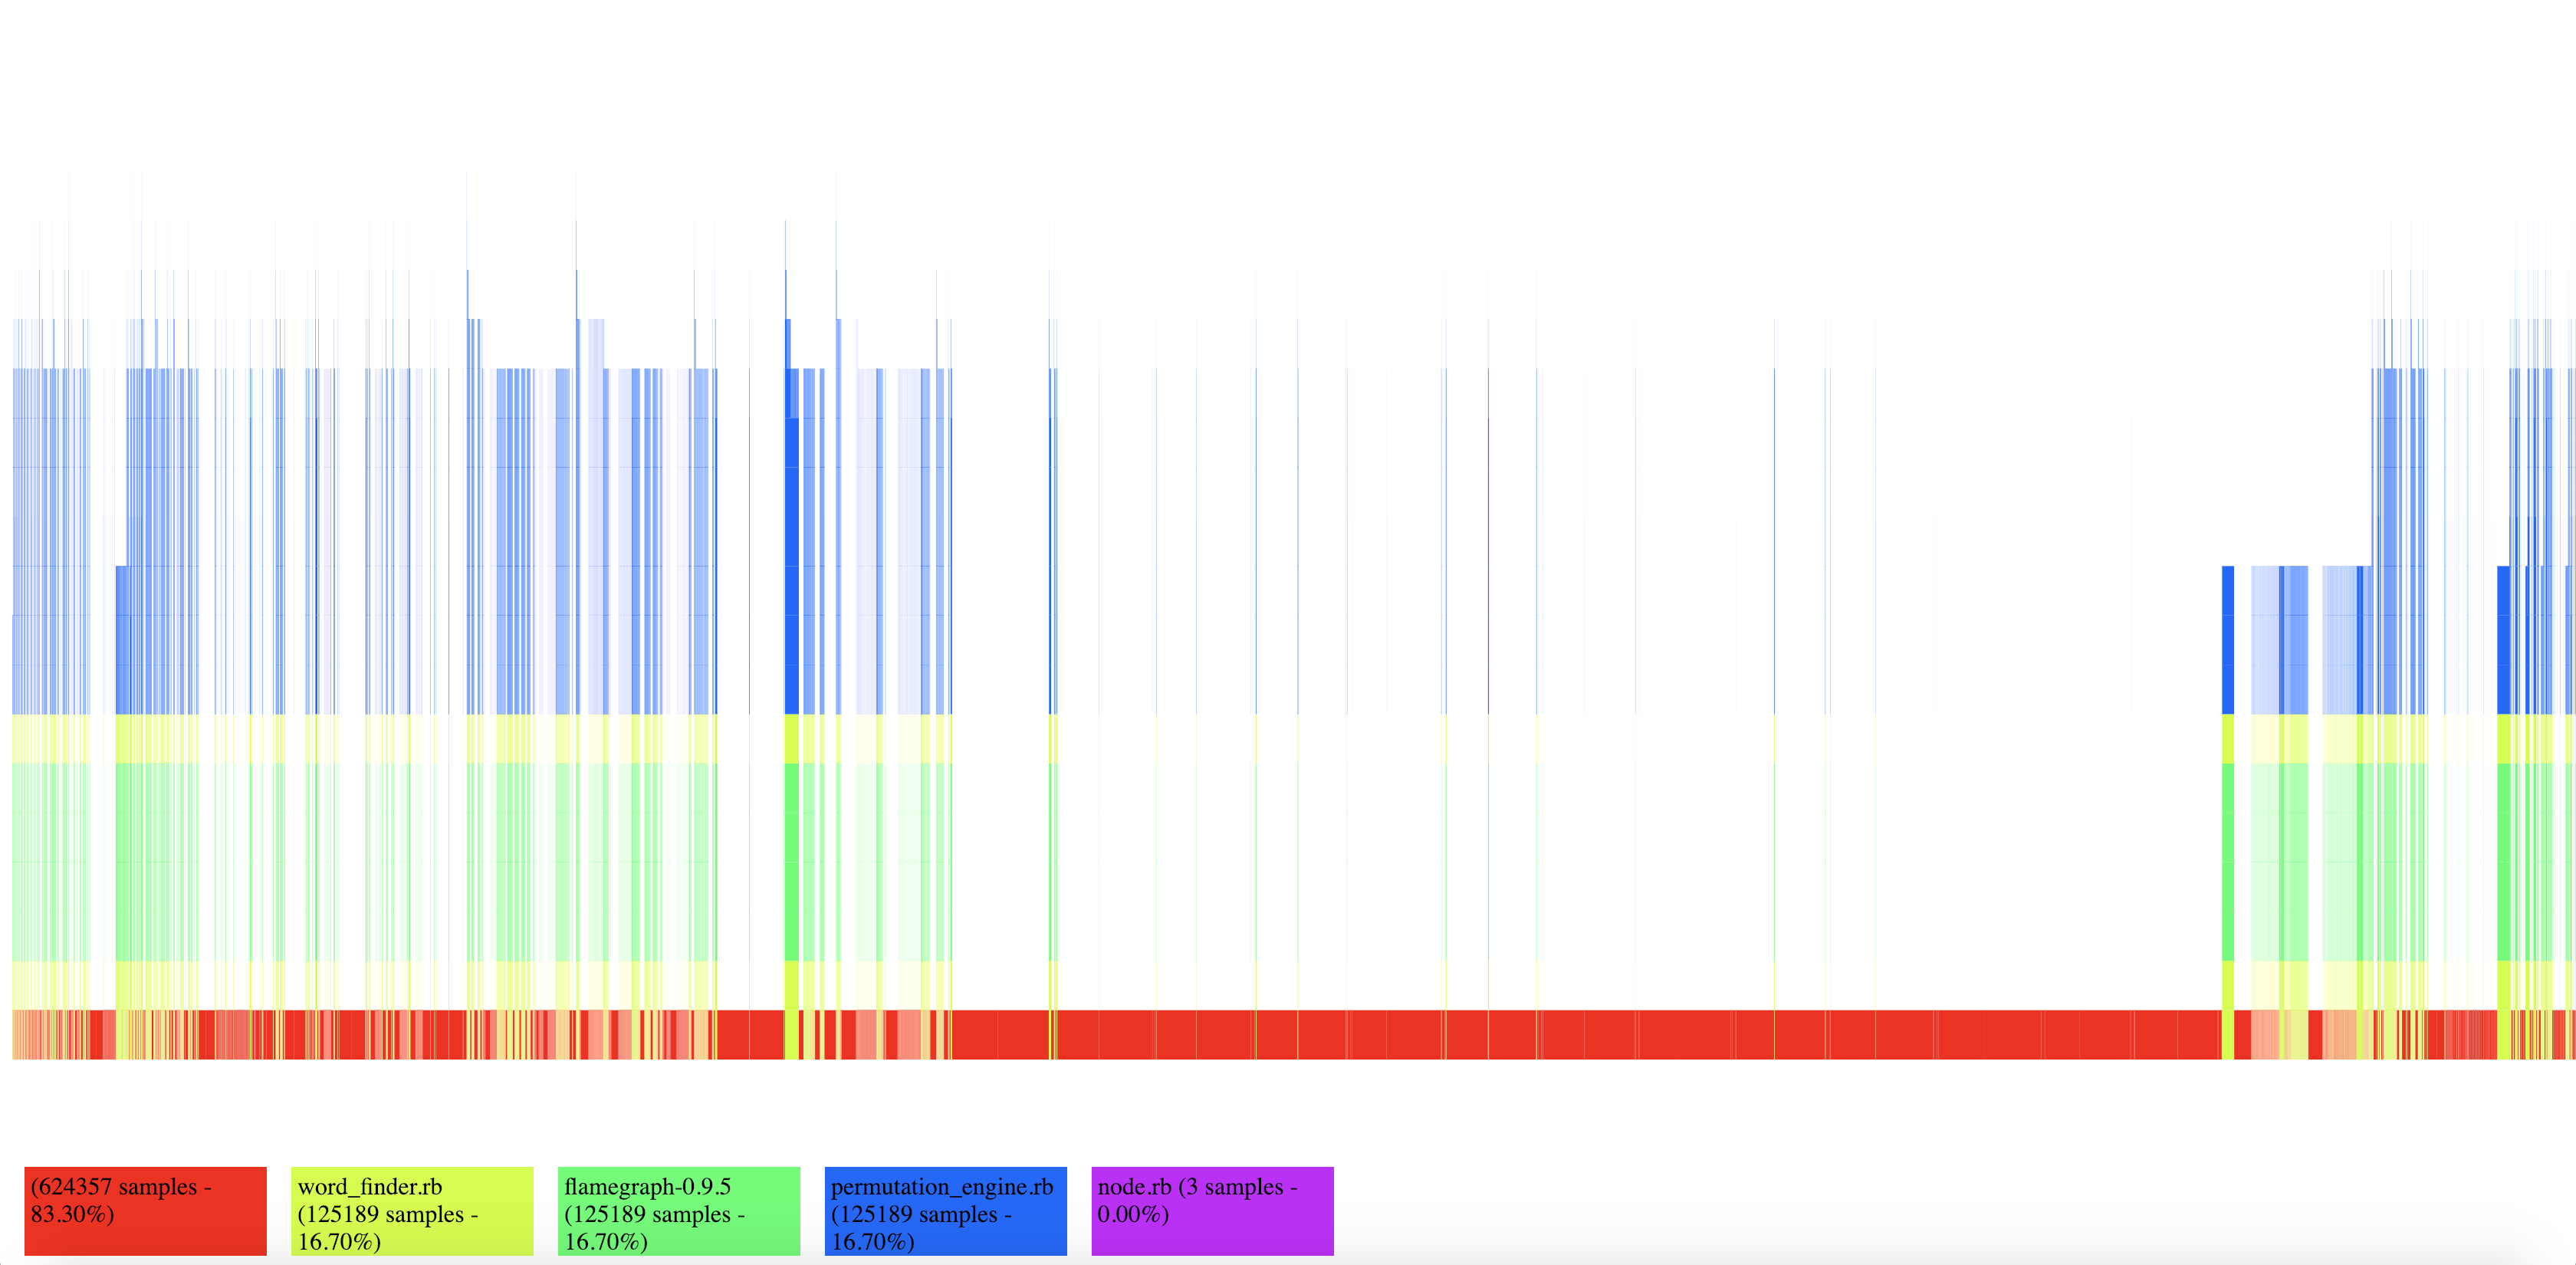 (624357 samples -
83.30%)
word_finder.rb
(125189 samples -
16.70%)
flamegraph-0.9.5
(125189 samples -
16.70%)
permutation_engine.rb
(125189 samples -
16.70%)
node.rb (3 samples -
0.00%)